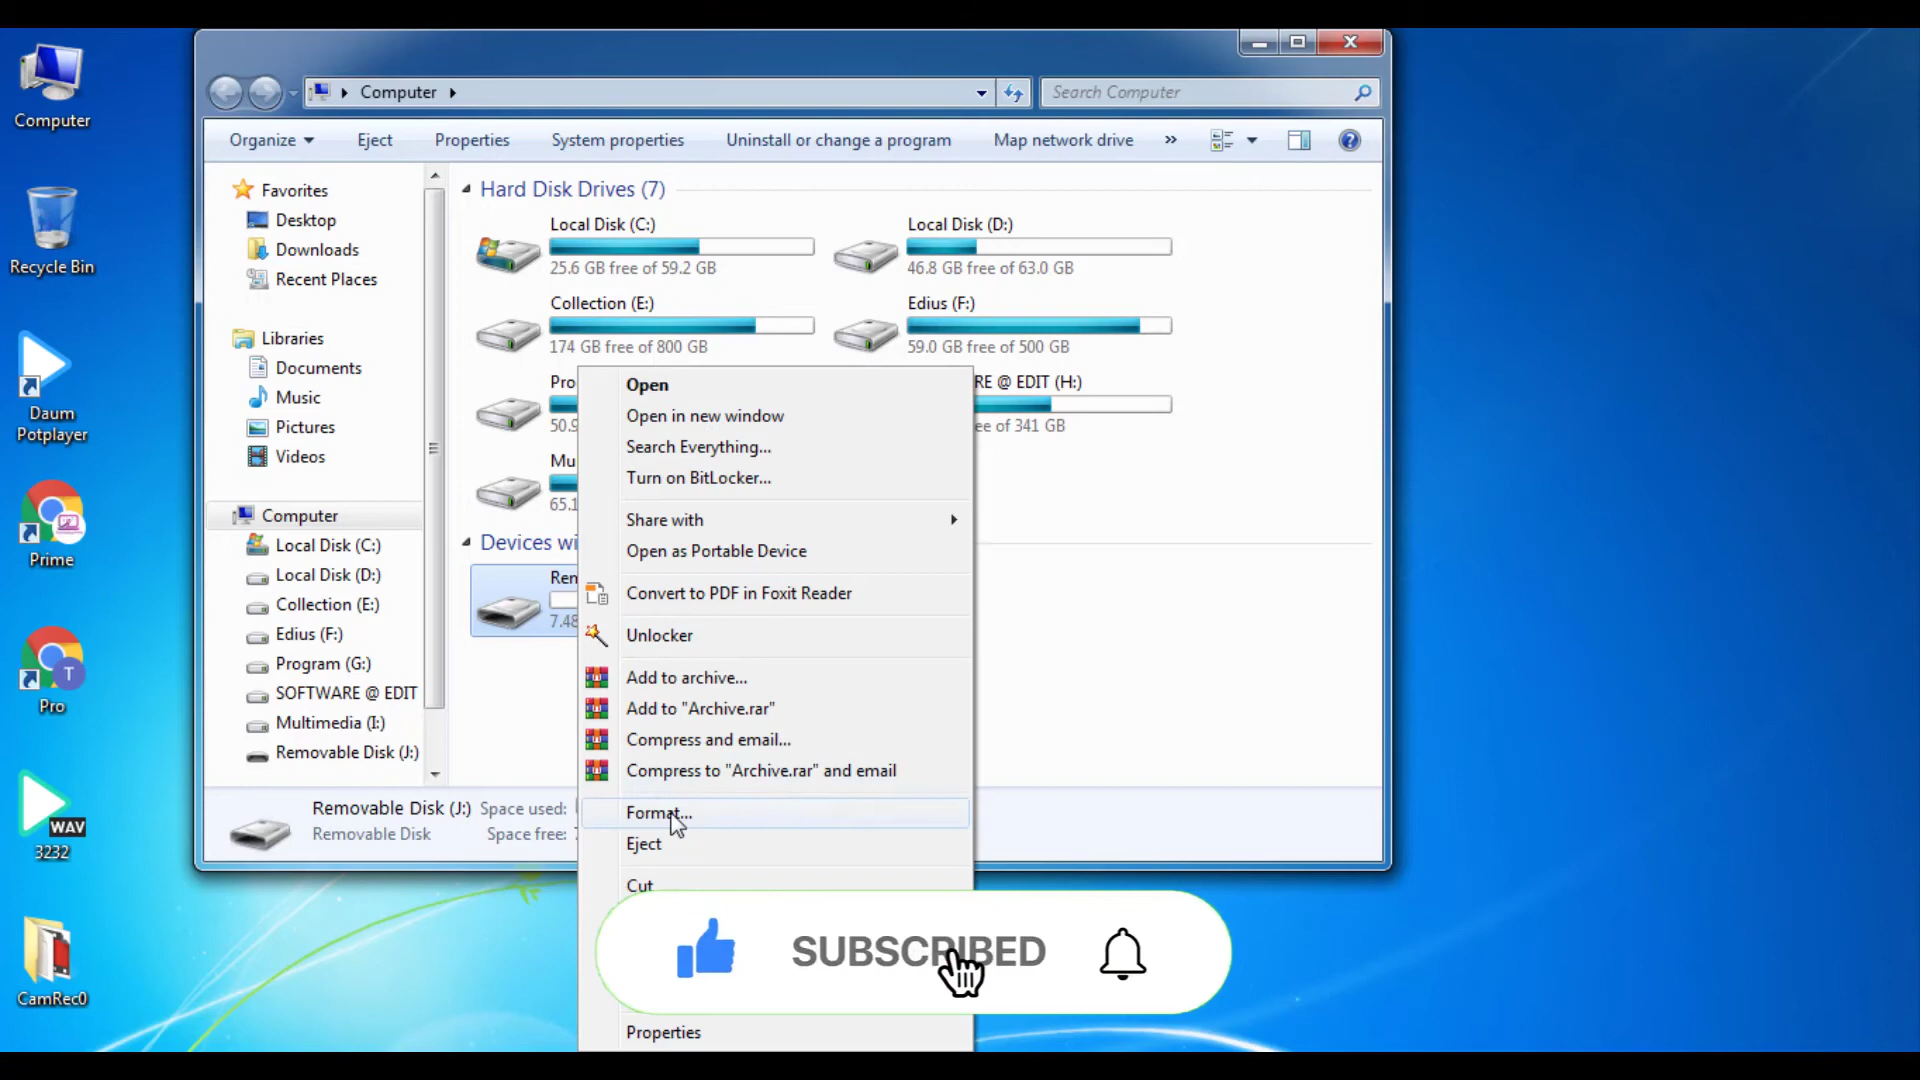 Computer
Search Computer
Organize
Eject
Properties
System properties
Uninstall or change a program
Map network drive
»
Computer
Recycle Bin
Daum
Potplayer
Prime
Pro
WAV
3232
CamRec0
T
Favorites
Desktop
Downloads
Recent Places
Libraries
Documents
Music
Pictures
Videos
Computer
Local Disk (C:)
Local Disk (D:)
Collection (E:)
Edius (F:)
Program (G:)
SOFTWARE @ EDIT
Multimedia (I:)
Removable Disk (J:)
Hard Disk Drives (7)
Local Disk (C:)
25.6 GB free of 59.2 GB
Local Disk (D:)
46.8 GB free of 63.0 GB
Collection (E:)
174 GB free of 800 GB
Edius (F:)
59.0 GB free of 500 GB
Pro
50.9
RE @ EDIT (H:)
ee of 341 GB
Mu
65.1
Devices wi
Ren
7.48
Open
Open in new window
Search Everything...
Turn on BitLocker...
Share with
Open as Portable Device
Convert to PDF in Foxit Reader
Unlocker
Add to archive...
Add to "Archive.rar"
Compress and email...
Compress to "Archive.rar" and email
Format...
Eject
Cut
Properties
Removable Disk (J:)
Space used:
Removable Disk
Space free:
SUBSCRIBED